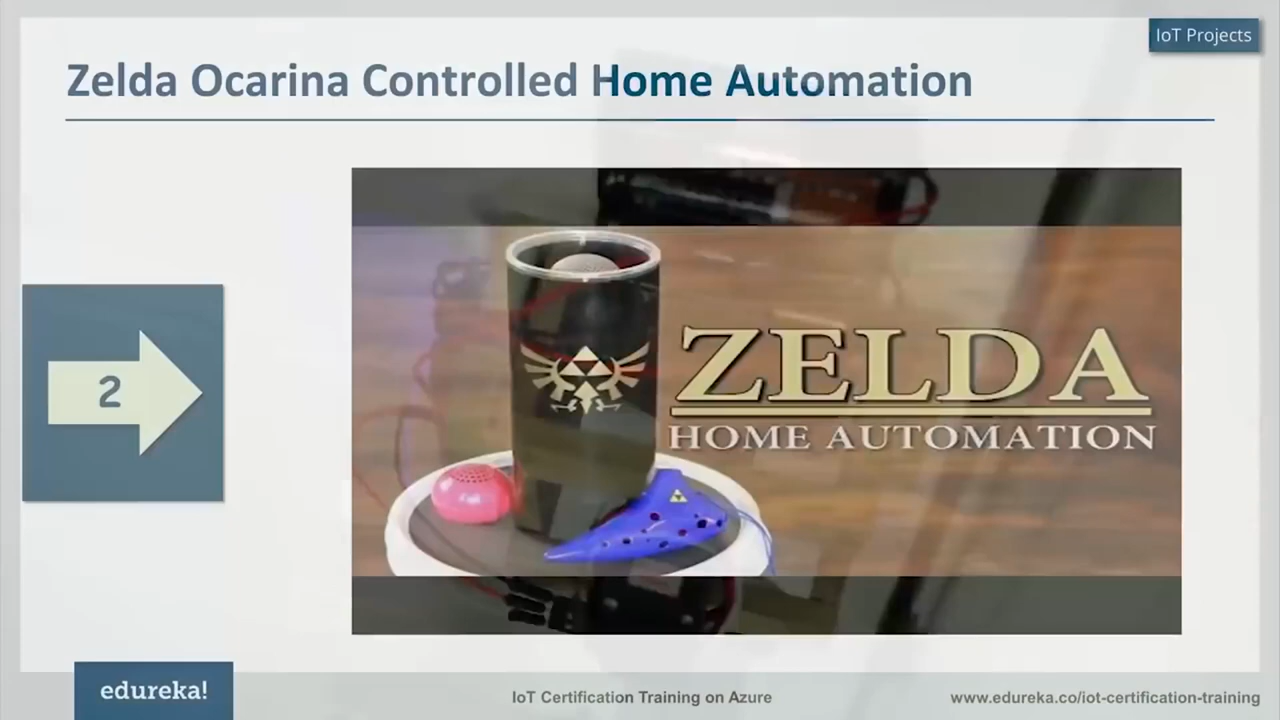 IoT Projects
Zelda Ocarina Controlled Home Automation
2
ZELDA
HOME AUTOMATION
edureka!
IoT Certification Training on Azure
www.edureka.co/iot-certification-training